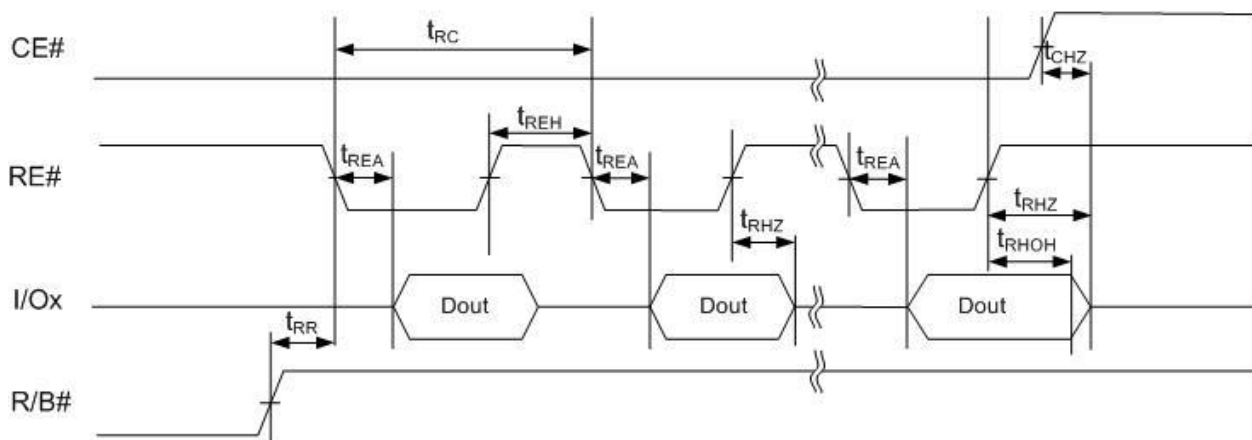 CE#
tRC
tCHZ
RE#
tREA
tREH
tREA
tREA
tRHZ
tRHZ
tRHOH
I/Ox
Dout
Dout
Dout
tRR
R/B#